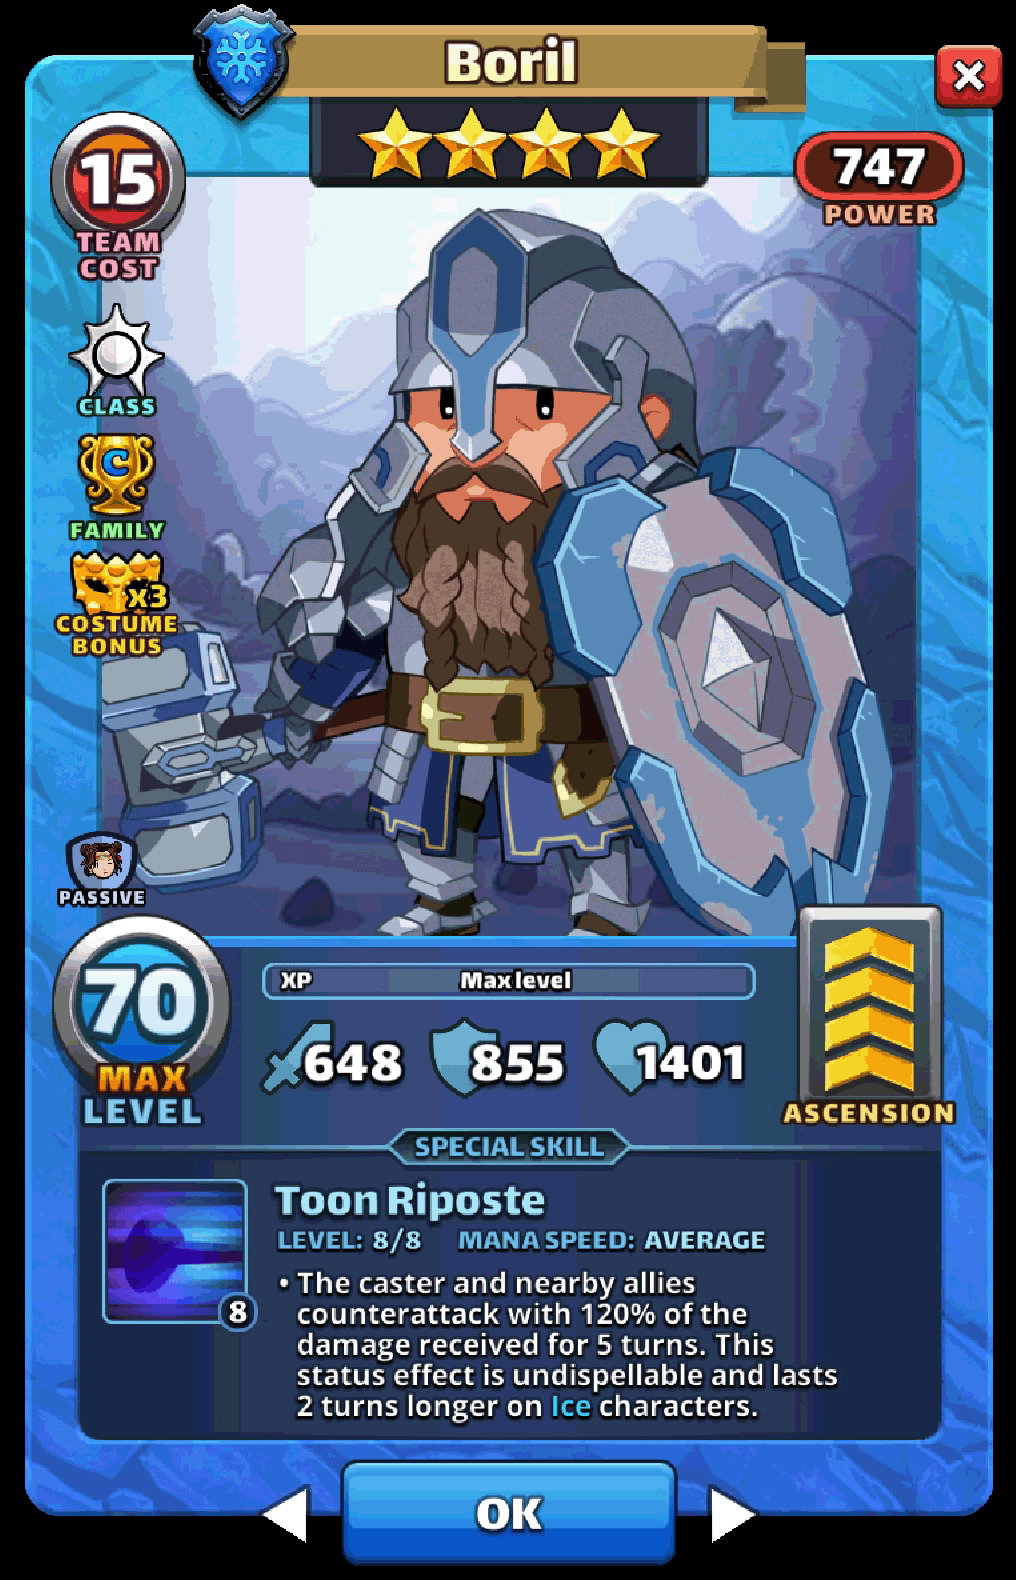 Boril
15
TEAM
COST
747
POWER
CLASS
C
FAMILY
x3
COSTUME
BONUS
PASSIVE
70
MAX
LEVEL
XP Max level
648 855 1401
ASCENSION
SPECIAL SKILL
Toon Riposte
LEVEL: 8/8 MANA SPEED: AVERAGE
8
• The caster and nearby allies
counterattack with 120% of the
damage received for 5 turns. This
status effect is undispellable and lasts
2 turns longer on Ice characters.
OK